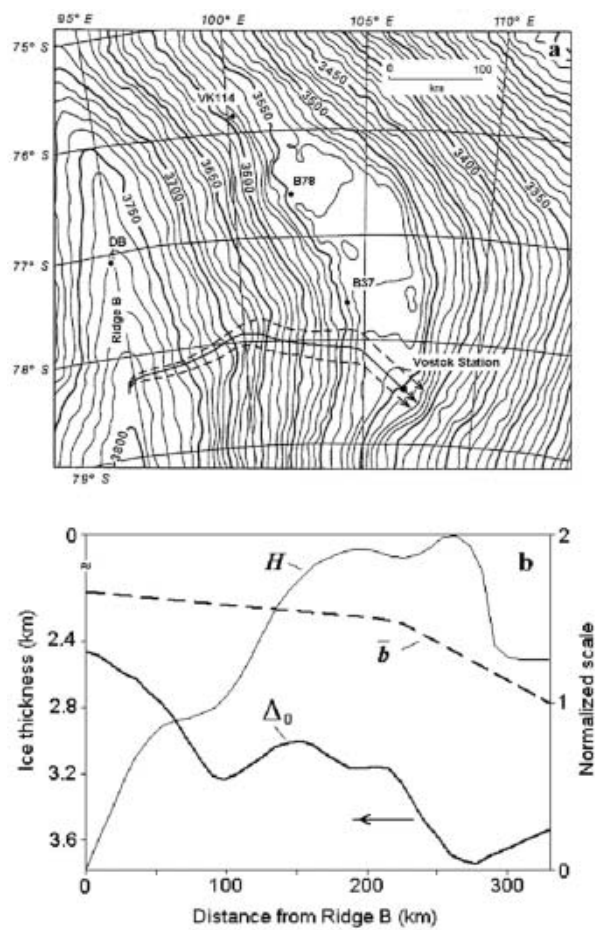 95° E 100° E 105° E 110° E
75° S
a
0 100
km
3450
3500
3550
VK114
76° S
3400
3350
3700
3650
3600
B78
3750
DB
77° S
B37
Ridge B
78° S
Vostok Station
3800
79° S
0 2
H b
b̄
2.4
Ice thickness (km)
Normalized scale
2.8 1
Δ₀
3.2
3.6
0
0 100 200 300
Distance from Ridge B (km)